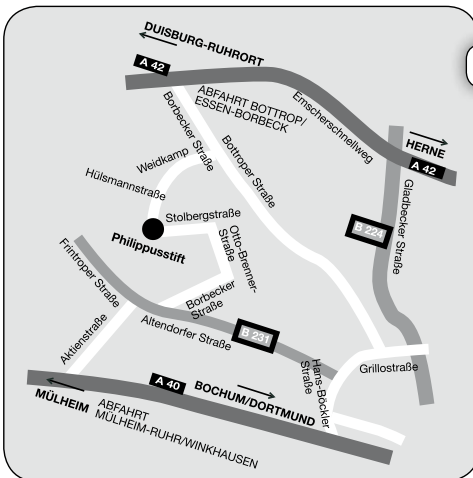 DUISBURG-RUHRORT
A 42
ABFAHRT BOTTROP/
ESSEN-BORBECK
Emscherschnellweg
HERNE
A 42
Borbecker Straße
Bottroper Straße
Weidkamp
Hülsmannstraße
Stolbergstraße
Philippusstift
Otto-Brenner-
Straße
Gladbecker Straße
B 224
Frintroper Straße
Borbecker
Straße
Altendorfer Straße
B 231
Aktienstraße
Hans-Böckler
Straße
Grillostraße
A 40
BOCHUM/DORTMUND
MÜLHEIM
ABFAHRT
MÜLHEIM-RUHR/WINKHAUSEN